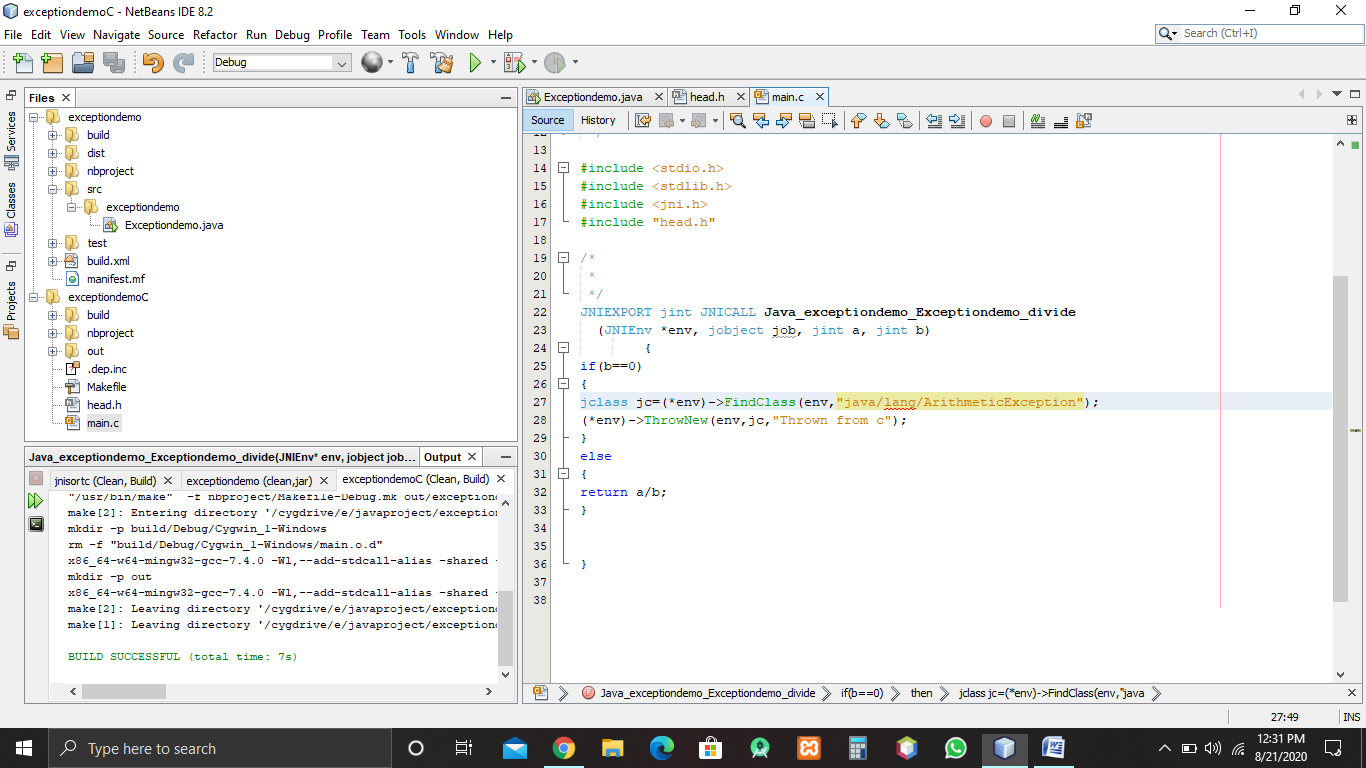 exceptiondemoC - NetBeans IDE 8.2
File Edit View Navigate Source Refactor Run Debug Profile Team Tools Window Help
Search (Ctrl+I)
Debug
Files
Services
Classes
Projects
exceptiondemo
build
dist
nbproject
src
exceptiondemo
Exceptiondemo.java
test
build.xml
manifest.mf
exceptiondemoC
build
nbproject
out
.dep.inc
Makefile
head.h
main.c
Java_exceptiondemo_Exceptiondemo_divide(JNIEnv* env, jobject job... Output
jnisortc (Clean, Build) exceptiondemo (clean,jar) exceptiondemoC (Clean, Build)
"/usr/bin/make" -f nbproject/Makefile-Debug.mk out/exception
make[2]: Entering directory '/cygdrive/e/javaproject/exception
mkdir -p build/Debug/Cygwin_1-Windows
rm -f "build/Debug/Cygwin_1-Windows/main.o.d"
x86_64-w64-mingw32-gcc-7.4.0 -Wl,--add-stdcall-alias -shared -
mkdir -p out
x86_64-w64-mingw32-gcc-7.4.0 -Wl,--add-stdcall-alias -shared -
make[2]: Leaving directory '/cygdrive/e/javaproject/exception
make[1]: Leaving directory '/cygdrive/e/javaproject/exception
BUILD SUCCESSFUL (total time: 7s)
Exceptiondemo.java head.h main.c
Source History
13
14 #include <stdio.h>
15 #include <stdlib.h>
16 #include <jni.h>
17 #include "head.h"
18
19 /*
20 *
21 */
22 JNIEXPORT jint JNICALL Java_exceptiondemo_Exceptiondemo_divide
23 (JNIEnv *env, jobject job, jint a, jint b)
24 {
25 if(b==0)
26 {
27 jclass jc=(*env)->FindClass(env,"java/lang/ArithmeticException");
28 (*env)->ThrowNew(env,jc,"Thrown from c");
29 }
30 else
31 {
32 return a/b;
33 }
34
35
36 }
37
38
Java_exceptiondemo_Exceptiondemo_divide if(b==0) then jclass jc=(*env)->FindClass(env,"java
27:49 INS
Type here to search
12:31 PM
8/21/2020